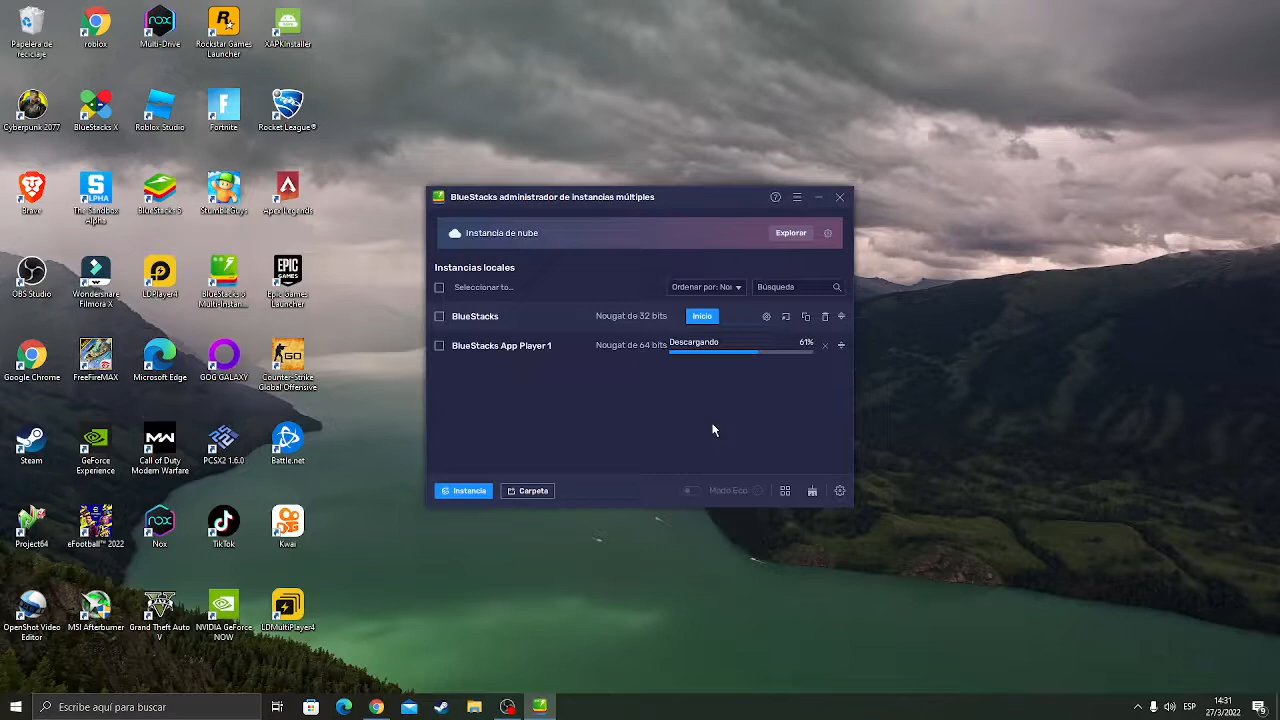 Papelera de
reciclaje
roblox
Multi-Drive
Rockstar Games
Launcher
XAPKInstaller
Cyberpunk 2077
BlueStacks X
Roblox Studio
Fortnite
Rocket League®
Brave
The Sandbox
Alpha
BlueStacks 5
Stumble Guys
Apex Legends
OBS Studio
Wondershare
Filmora X
LDPlayer4
BlueStacks 5
Multi-Instan...
Epic Games
Launcher
Google Chrome
FreeFireMAX
Microsoft Edge
GOG GALAXY
Counter-Strike
Global Offensive
Steam
GeForce
Experience
Call of Duty
Modern Warfare
PCSX2 1.6.0
Battle.net
Project64
eFootball™ 2022
Nox
TikTok
Kwai
OpenShot Video
Editor
MSI Afterburner
Grand Theft Auto
V
NVIDIA GeForce
NOW
LDMultiPlayer4
BlueStacks administrador de instancias múltiples
Instancia de nube
Explorar
Instancias locales
Seleccionar to...
Ordenar por: Noi
Búsqueda
BlueStacks
Nougat de 32 bits
Inicio
BlueStacks App Player 1
Nougat de 64 bits
Descargando
61%
Instancia
Carpeta
Modo Eco
Escribe aquí para buscar
ESP
14:31
27/3/2022